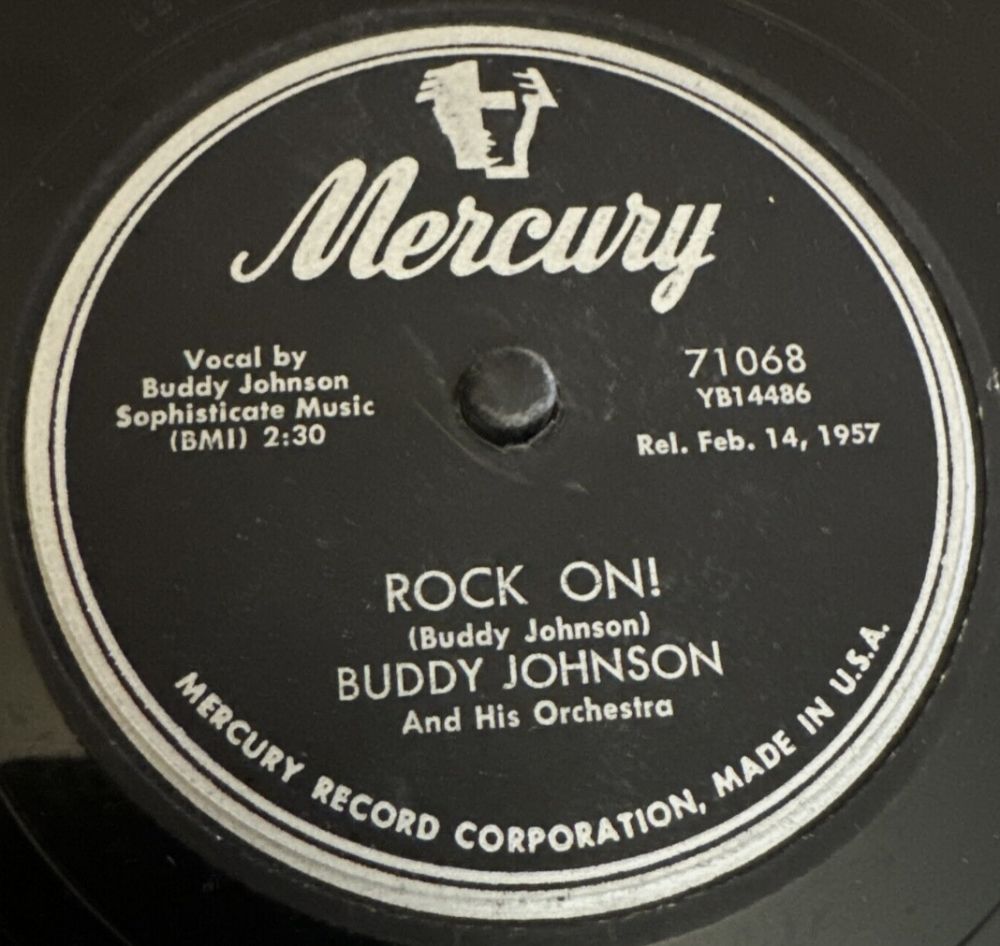 Mercury
Vocal by
Buddy Johnson
Sophisticate Music
(BMI) 2:30
71068
YB14486
Rel. Feb. 14, 1957
ROCK ON!
(Buddy Johnson)
BUDDY JOHNSON
And His Orchestra
MERCURY RECORD CORPORATION, MADE IN U.S.A.